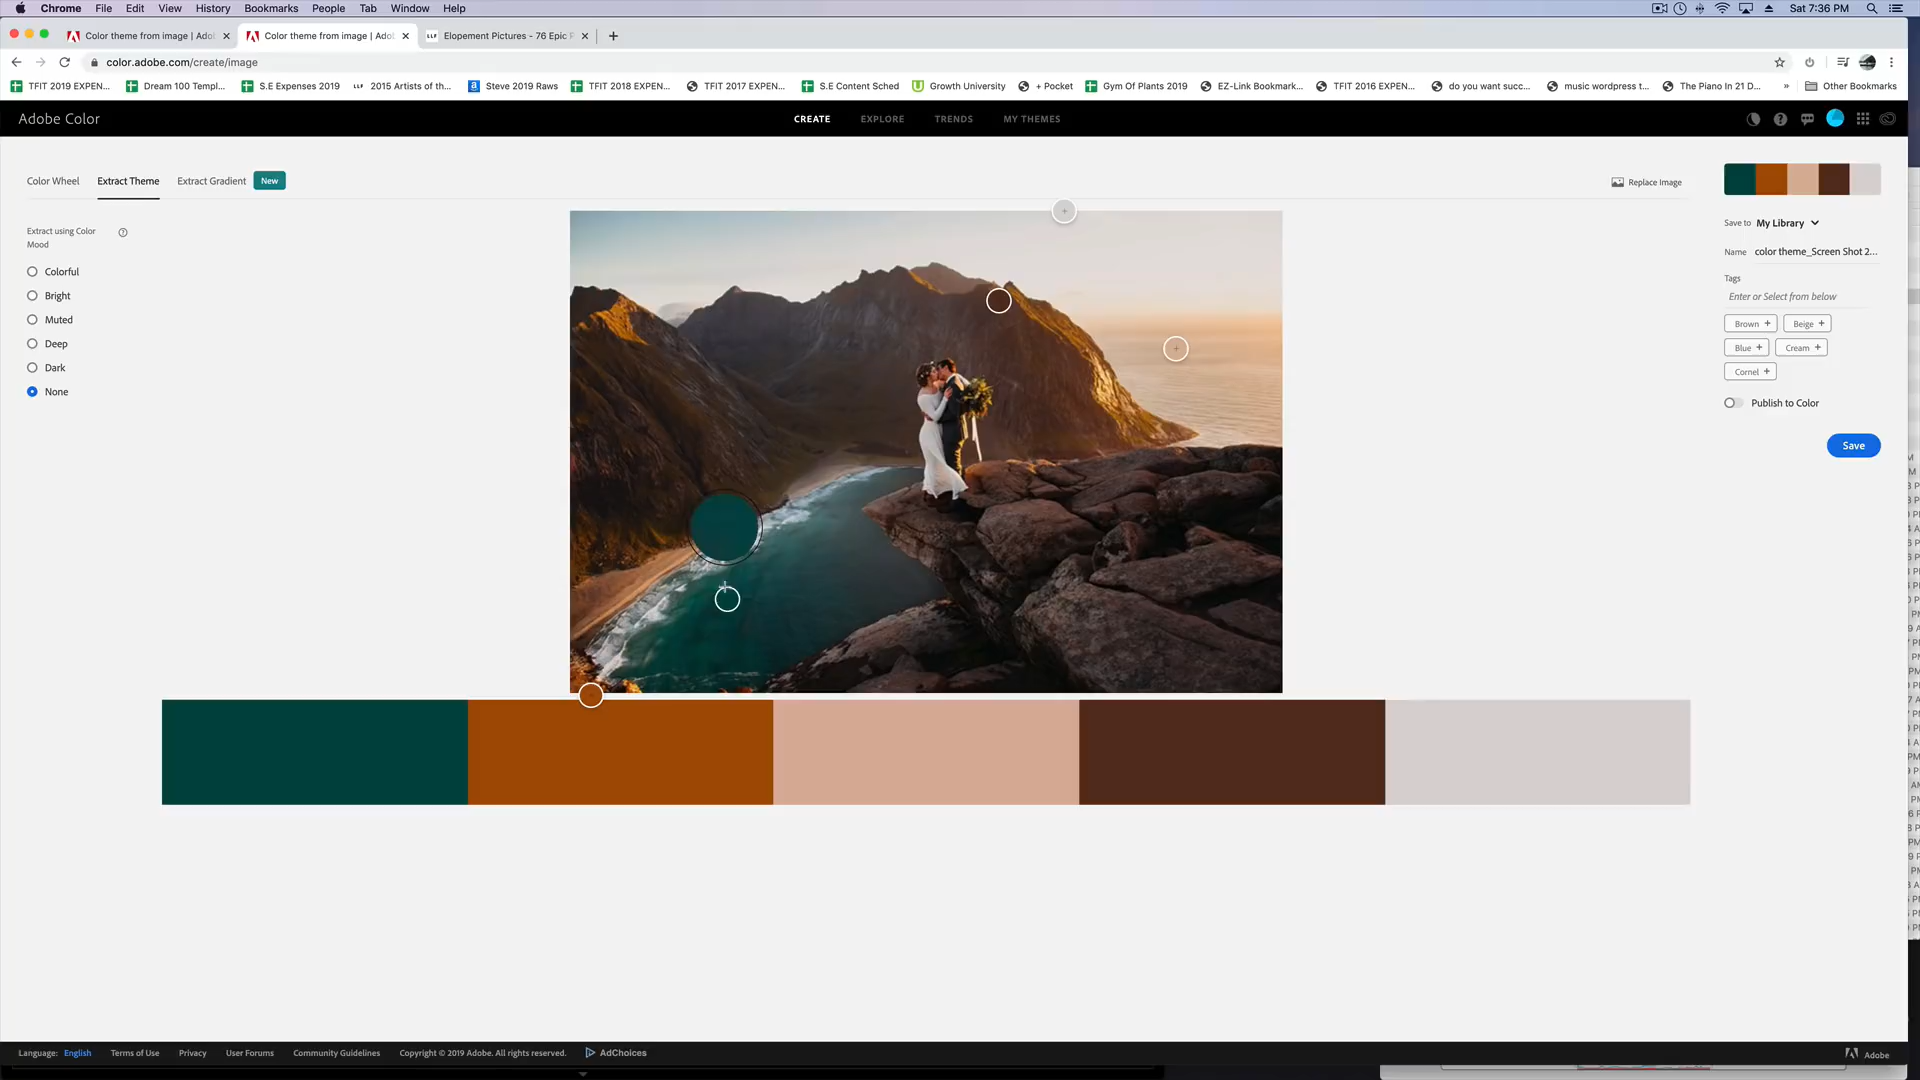 Chrome File Edit View History Bookmarks People Tab Window Help
Sat 7:36 PM
Color theme from image | Ado
Color theme from image | Ado
LLF Elopement Pictures - 76 Epic
color.adobe.com/create/image
TFIT 2019 EXPEN...
Dream 100 Templ...
S.E Expenses 2019
LLF 2015 Artists of th...
Steve 2019 Raws
TFIT 2018 EXPEN...
TFIT 2017 EXPEN...
S.E Content Sched
Growth University
+ Pocket
Gym Of Plants 2019
EZ-Link Bookmark...
TFIT 2016 EXPEN...
do you want succ...
music wordpress t...
The Piano In 21 D...
»
Other Bookmarks
Adobe Color
CREATE EXPLORE TRENDS MY THEMES
Color Wheel Extract Theme Extract Gradient New
Replace Image
Extract using Color
Mood
Colorful
Bright
Muted
Deep
Dark
None
Save to My Library
Name color theme_Screen Shot 2...
Tags
Enter or Select from below
Brown + Beige +
Blue + Cream +
Cornel +
Publish to Color
Save
Language: English Terms of Use Privacy User Forums Community Guidelines Copyright © 2019 Adobe. All rights reserved. AdChoices
Adobe